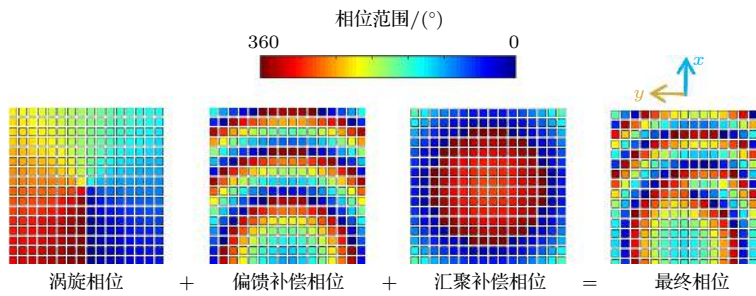 相位范围/(°)
360 0
x
y
涡旋相位 + 偏馈补偿相位 + 汇聚补偿相位 = 最终相位